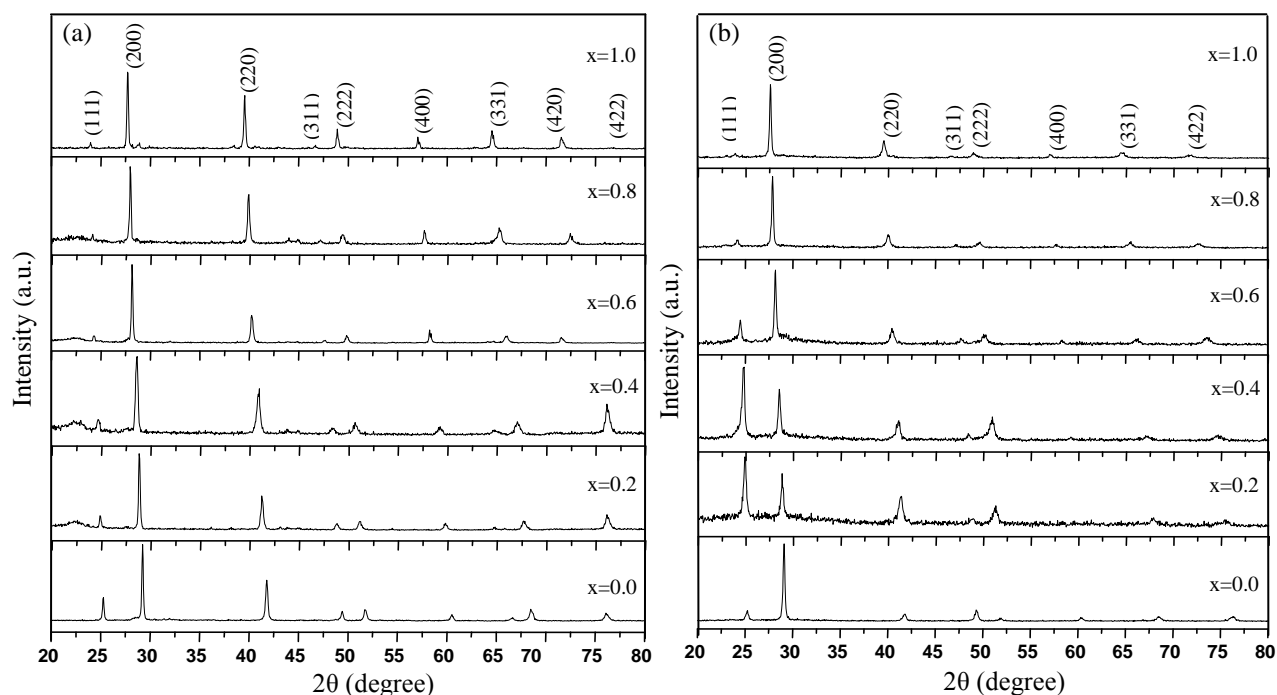 (a)
(111)
(200)
(220)
(311)
(222)
(400)
(331)
(420)
(422)
x=1.0
x=0.8
x=0.6
x=0.4
x=0.2
x=0.0
Intensity (a.u.)
20 25 30 35 40 45 50 55 60 65 70 75 80
2θ (degree)
(b)
(111)
(200)
(220)
(311)
(222)
(400)
(331)
(422)
x=1.0
x=0.8
x=0.6
x=0.4
x=0.2
x=0.0
Intensity (a.u.)
20 25 30 35 40 45 50 55 60 65 70 75 80
2θ (degree)